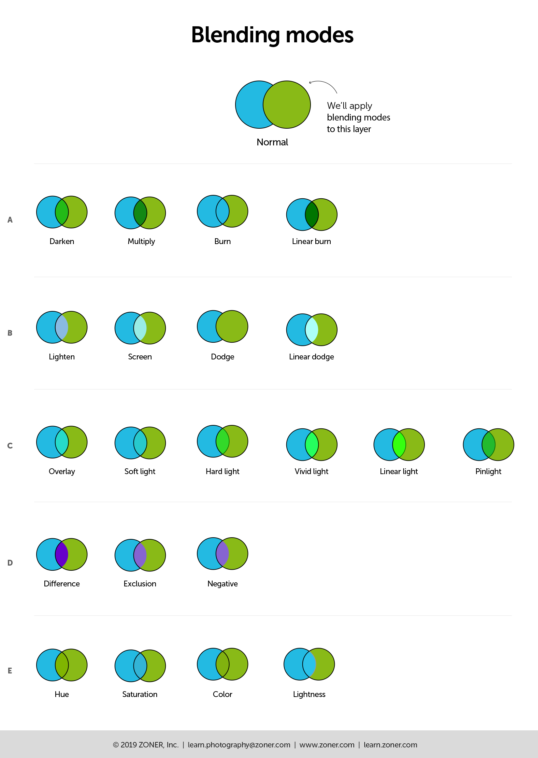 Blending modes
We'll apply
blending modes
to this layer
Normal
A
Darken
Multiply
Burn
Linear burn
B
Lighten
Screen
Dodge
Linear dodge
C
Overlay
Soft light
Hard light
Vivid light
Linear light
Pinlight
D
Difference
Exclusion
Negative
E
Hue
Saturation
Color
Lightness
© 2019 ZONER, Inc. | learn.photography@zoner.com | www.zoner.com | learn.zoner.com